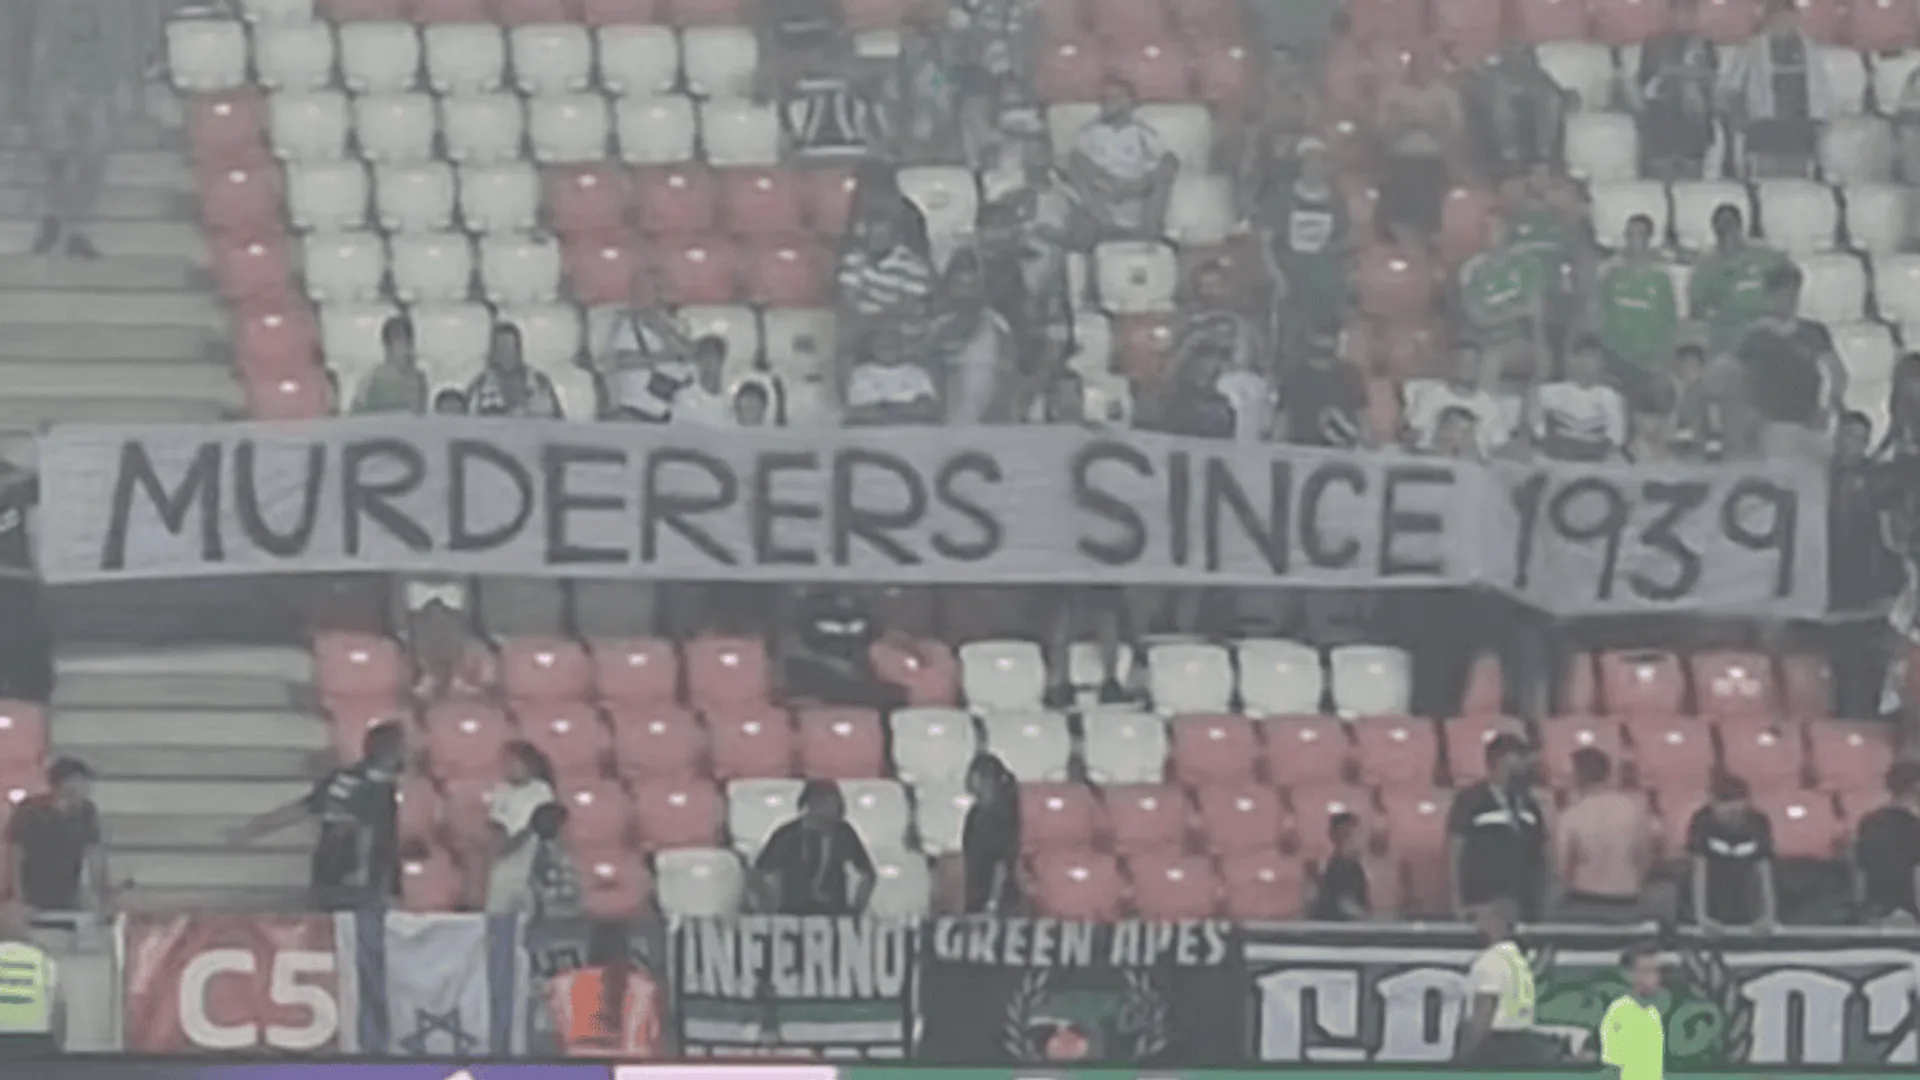 MURDERERS SINCE 1939
C5
INFERNO
GREEN APES